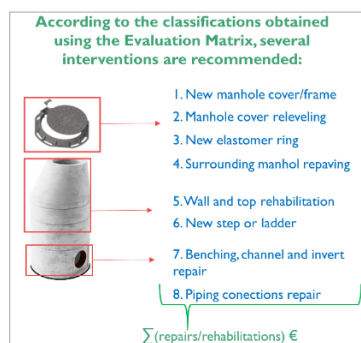 According to the classifications obtained
using the Evaluation Matrix, several
interventions are recommended:
1. New manhole cover/frame
2. Manhole cover releveling
3. New elastomer ring
4. Surrounding manhol repaving
5. Wall and top rehabilitation
6. New step or ladder
7. Benching, channel and invert
repair
8. Piping conections repair
∑(repairs/rehabilitations) €